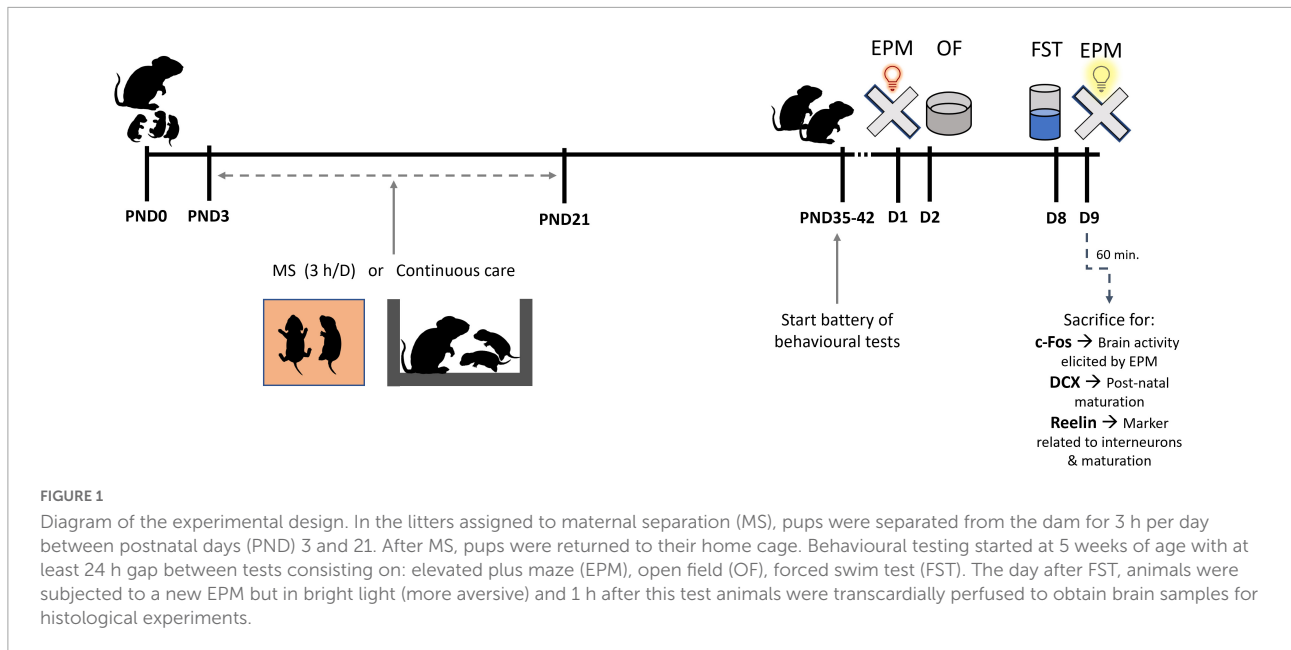 EPM OF FST EPM
PND0 PND3 PND21 PND35-42 D1 D2 D8 D9
60 min.
MS (3 h/D) or Continuous care
Start battery of
behavioural tests
Sacrifice for:
c-Fos → Brain activity
elicited by EPM
DCX → Post-natal
maturation
Reelin → Marker
related to interneurons
& maturation
FIGURE 1
Diagram of the experimental design. In the litters assigned to maternal separation (MS), pups were separated from the dam for 3 h per day
between postnatal days (PND) 3 and 21. After MS, pups were returned to their home cage. Behavioural testing started at 5 weeks of age with at
least 24 h gap between tests consisting on: elevated plus maze (EPM), open field (OF), forced swim test (FST). The day after FST, animals were
subjected to a new EPM but in bright light (more aversive) and 1 h after this test animals were transcardially perfused to obtain brain samples for
histological experiments.